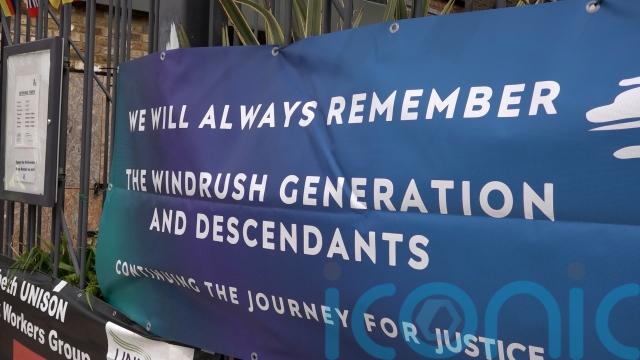 WE WILL ALWAYS REMEMBER
THE WINDRUSH GENERATION
AND DESCENDANTS
CONTINUING THE JOURNEY FOR JUSTICE
UNISON
Workers Group
iconic